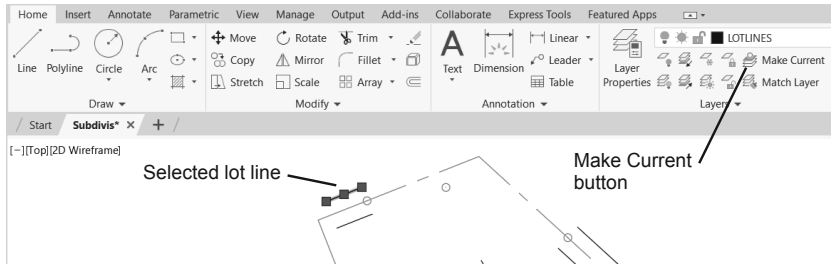 Home Insert Annotate Parametric View Manage Output Add-ins Collaborate Express Tools Featured Apps
Line Polyline Circle Arc
Move Rotate Trim
Copy Mirror Fillet
Stretch Scale Array
Text Dimension
Linear
Leader
Table
Layer Properties
LOTLINES
Make Current
Match Layer
Draw Modify Annotation Layers
Start Subdivis*
[−][Top][2D Wireframe]
Selected lot line
Make Current
button